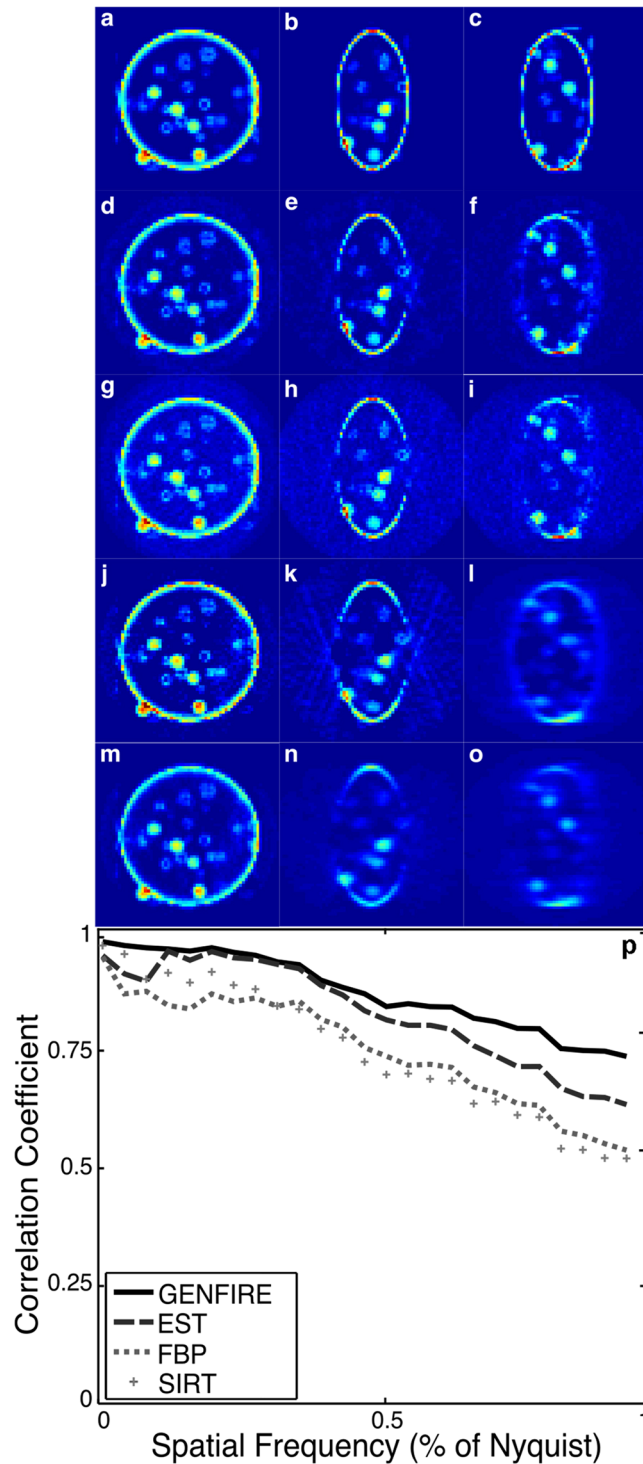 a b c
d e f
g h i
j k l
m n o
p
1
0.75
0.5
0.25
0
Correlation Coefficient
GENFIRE
EST
FBP
SIRT
0 0.5 1
Spatial Frequency (% of Nyquist)